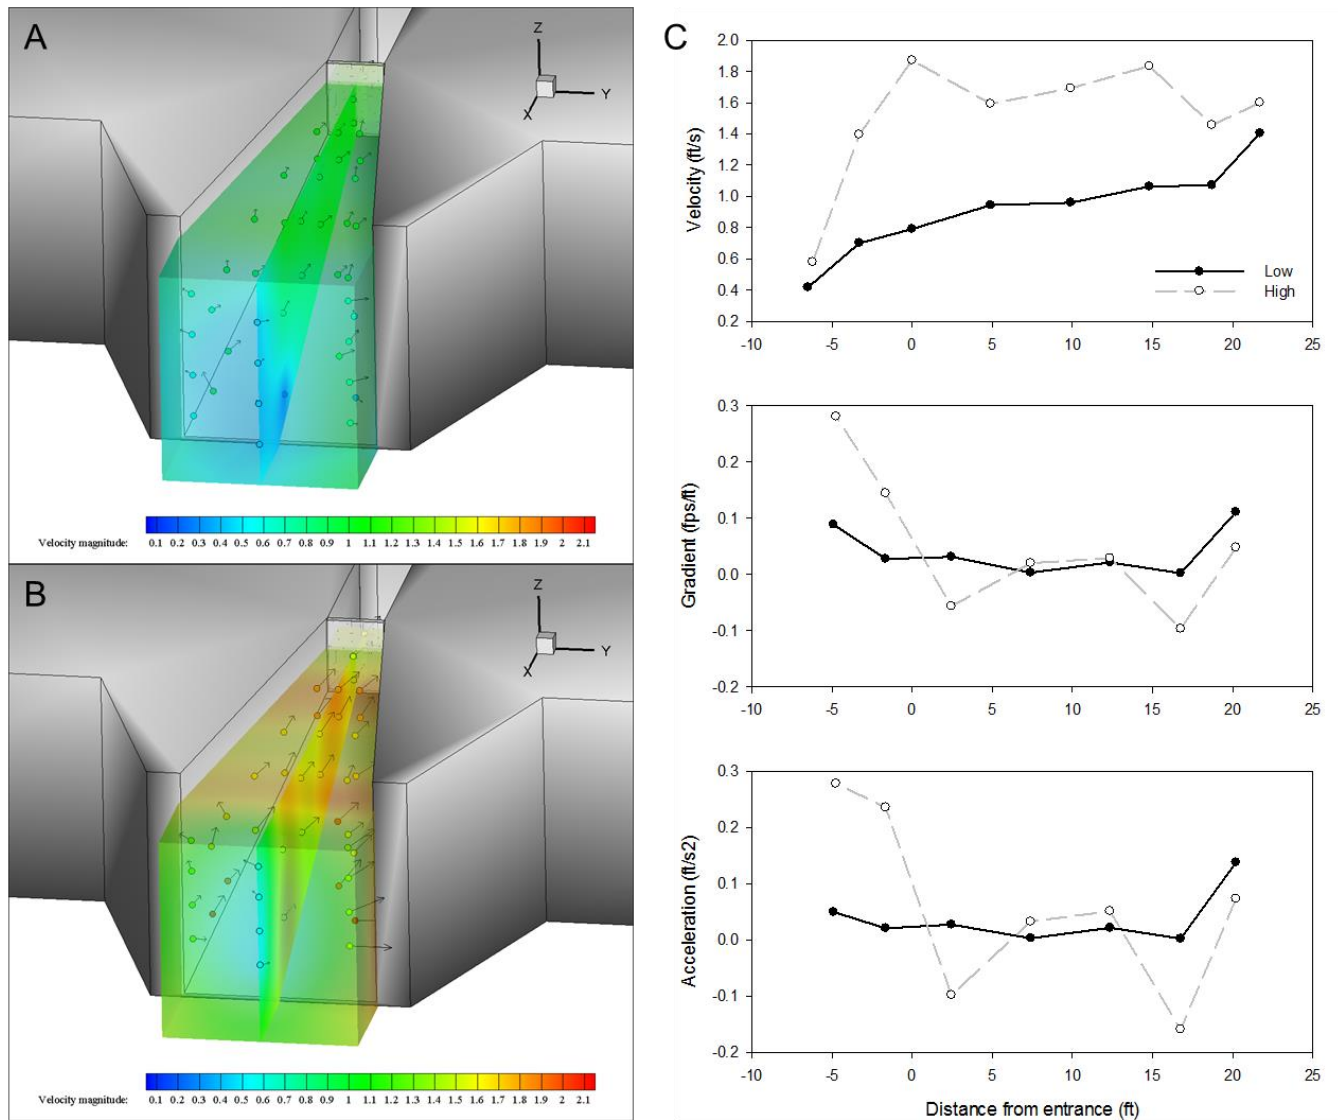 A
Z
Y
X
Velocity magnitude: 0.1 0.2 0.3 0.4 0.5 0.6 0.7 0.8 0.9 1 1.1 1.2 1.3 1.4 1.5 1.6 1.7 1.8 1.9 2 2.1
B
Z
Y
X
Velocity magnitude: 0.1 0.2 0.3 0.4 0.5 0.6 0.7 0.8 0.9 1 1.1 1.2 1.3 1.4 1.5 1.6 1.7 1.8 1.9 2 2.1
C
Velocity (ft/s)
2.0
1.8
1.6
1.4
1.2
1.0
0.8
0.6
0.4
0.2
Low
High
-10 -5 0 5 10 15 20 25
Gradient (fps/ft)
0.3
0.2
0.1
0.0
-0.1
-0.2
-10 -5 0 5 10 15 20 25
Acceleration (ft/s2)
0.3
0.2
0.1
0.0
-0.1
-0.2
-10 -5 0 5 10 15 20 25
Distance from entrance (ft)